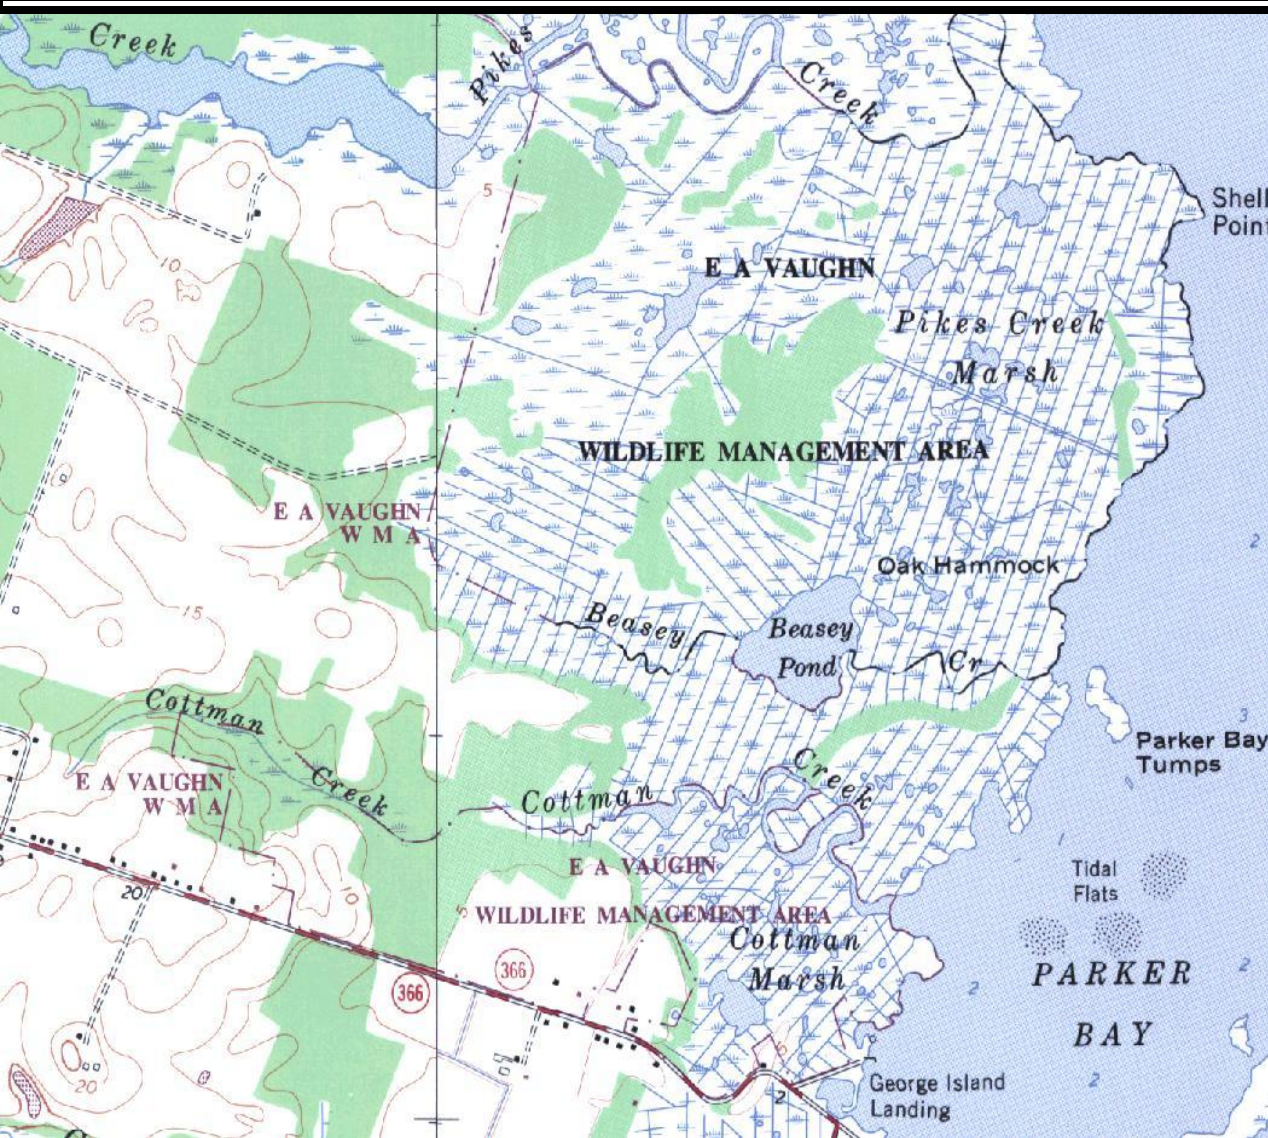 Creek
Pikes
Creek
Shell
Point
5
E A VAUGHN
10
Pikes Creek
Marsh
WILDLIFE MANAGEMENT AREA
E A VAUGHN
W M A
2
Oak Hammock
15
Beasey
Beasey
Pond
Cr
Cottman
3
Parker Bay
Tumps
Creek
E A VAUGHN
W M A
Creek
Cottman
1
E A VAUGHN
Tidal
Flats
20
10
5
WILDLIFE MANAGEMENT AREA
Cottman
Marsh
366
366
2
PARKER
BAY
2
5
2
20
2
George Island
Landing